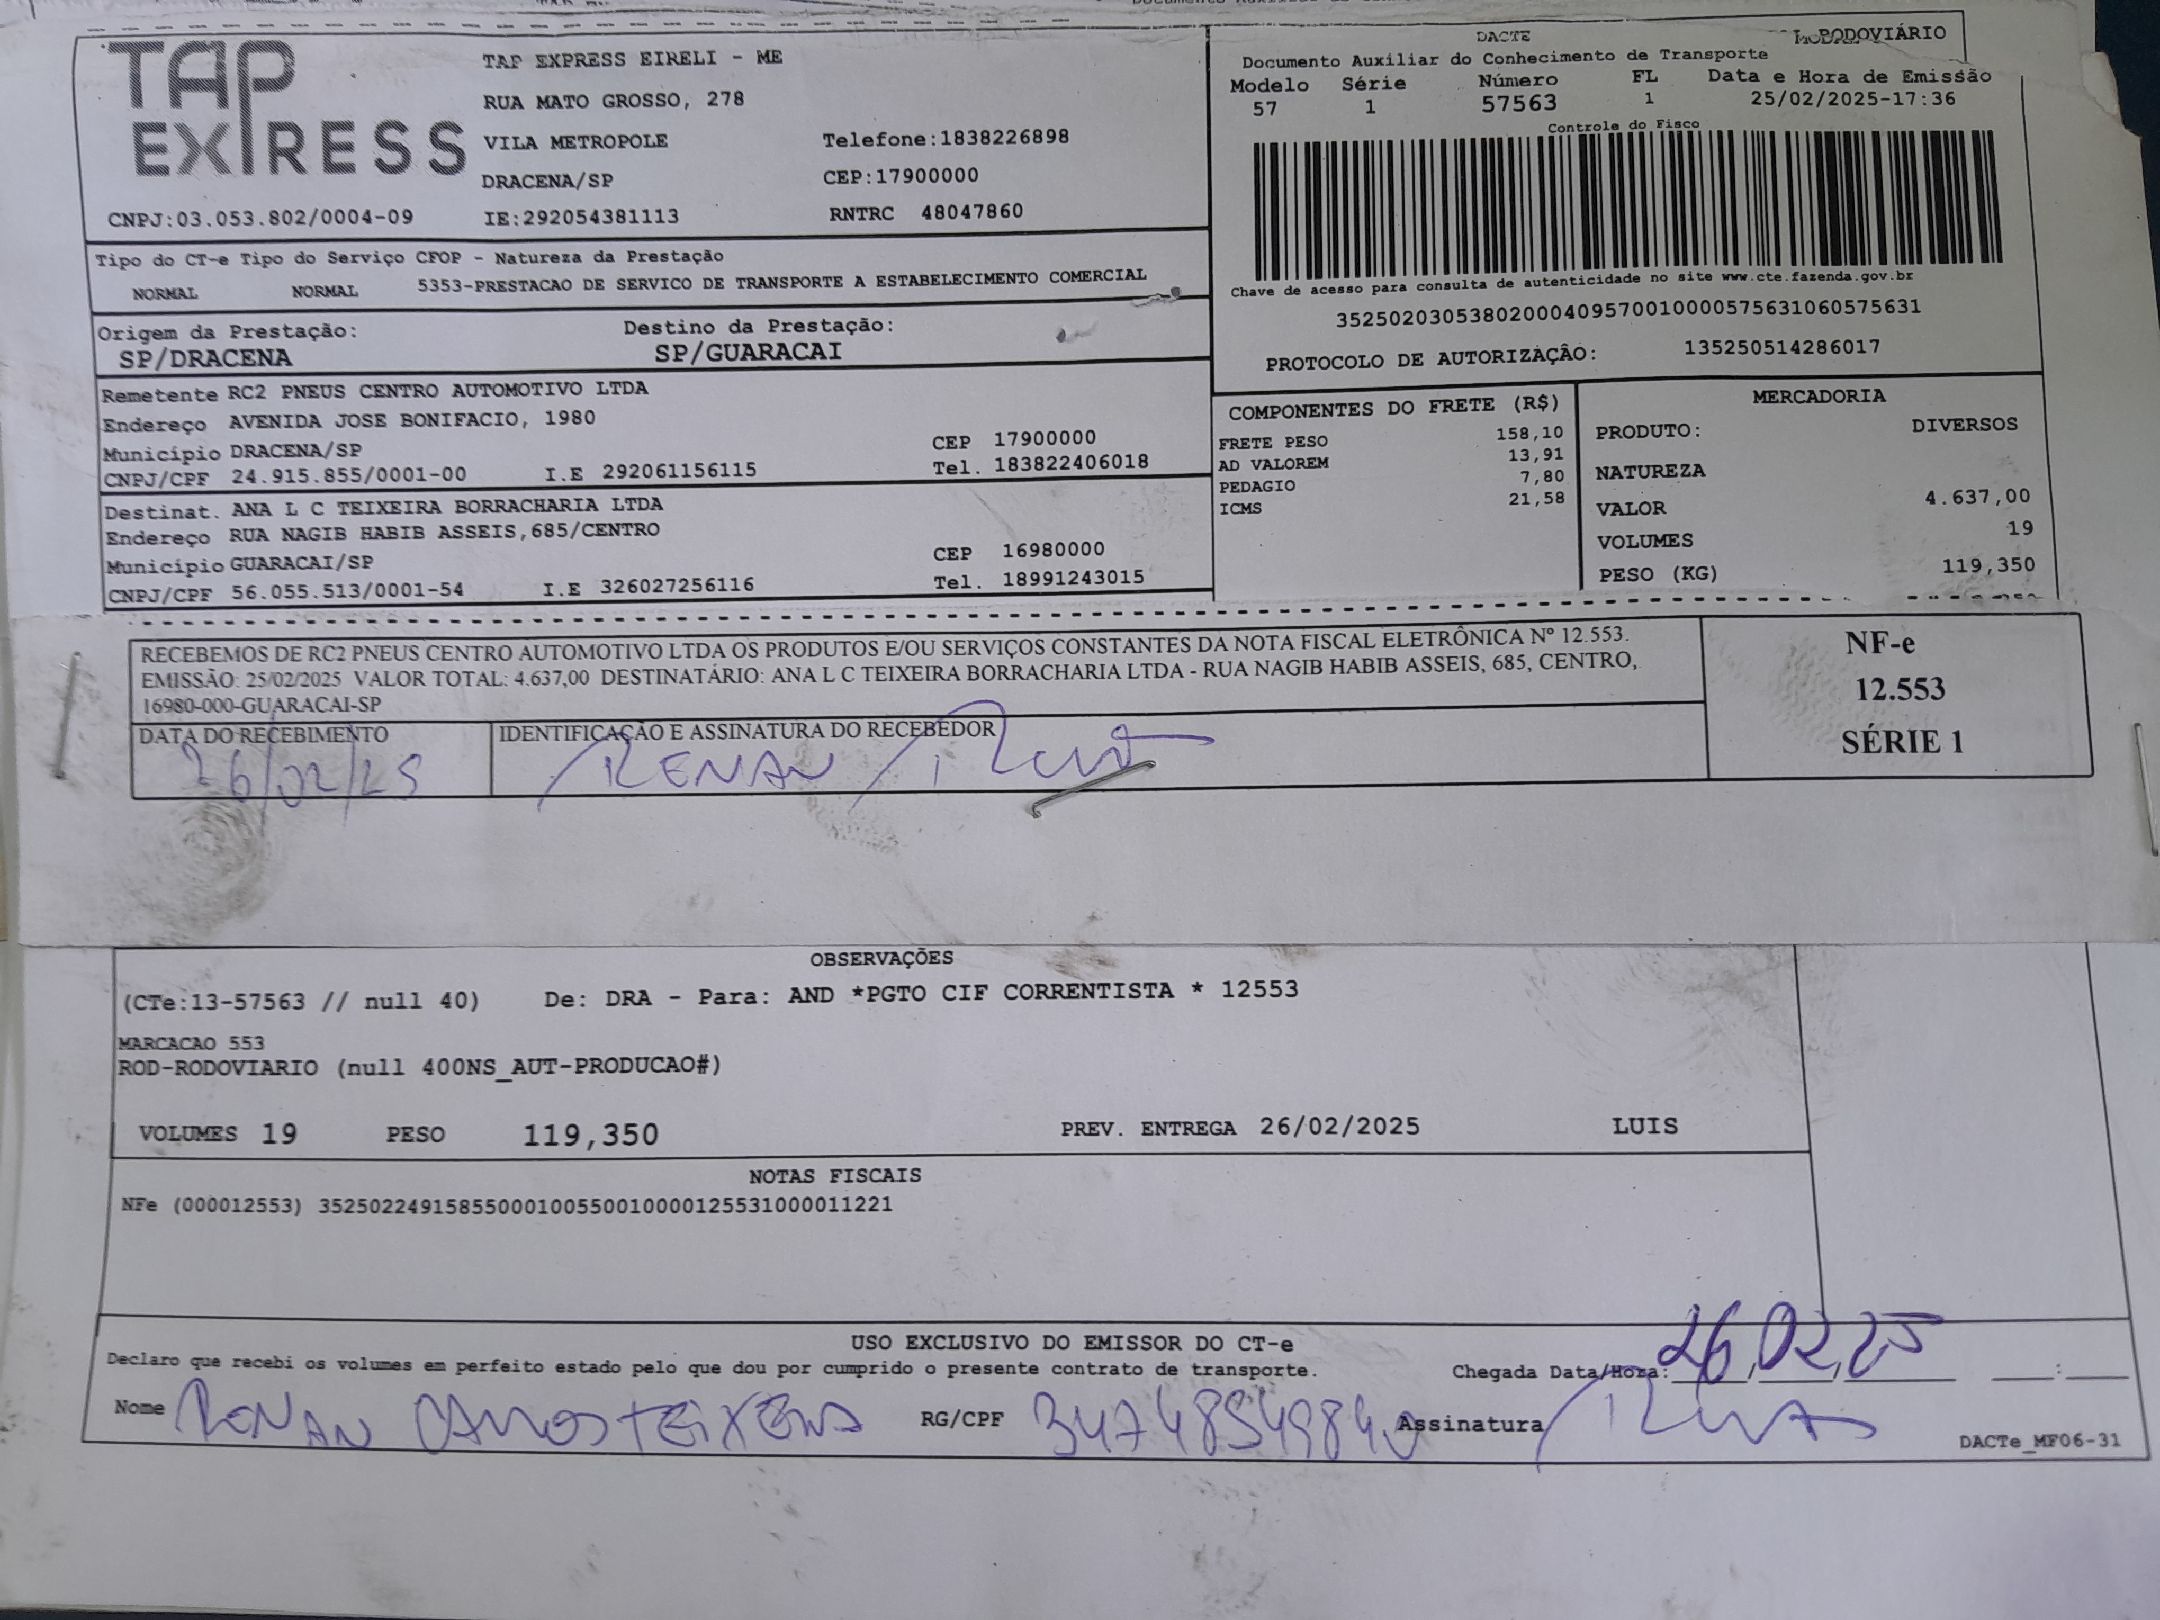 TAP
EXPRESS
TAP EXPRESS EIRELI - ME
RUA MATO GROSSO, 278
VILA METROPOLE Telefone:1838226898
DRACENA/SP CEP:17900000
CNPJ:03.053.802/0004-09 IE:292054381113 RNTRC 48047860
DACTE RODOVIÁRIO
Documento Auxiliar do Conhecimento de Transporte
Modelo Série Número FL Data e Hora de Emissão
57 1 57563 1 25/02/2025-17:36
Controle do Fisco
Chave de acesso para consulta de autenticidade no site www.cte.fazenda.gov.br
35250203053802000409570010000575631060575631
PROTOCOLO DE AUTORIZAÇÃO: 135250514286017
Tipo do CT-e Tipo do Serviço CFOP - Natureza da Prestação
NORMAL NORMAL 5353-PRESTACAO DE SERVICO DE TRANSPORTE A ESTABELECIMENTO COMERCIAL
Origem da Prestação: Destino da Prestação:
SP/DRACENA SP/GUARACAI
Remetente RC2 PNEUS CENTRO AUTOMOTIVO LTDA
Endereço AVENIDA JOSE BONIFACIO, 1980
Município DRACENA/SP CEP 17900000
CNPJ/CPF 24.915.855/0001-00 I.E 292061156115 Tel. 183822406018
Destinat. ANA L C TEIXEIRA BORRACHARIA LTDA
Endereço RUA NAGIB HABIB ASSEIS,685/CENTRO
Município GUARACAI/SP CEP 16980000
CNPJ/CPF 56.055.513/0001-54 I.E 326027256116 Tel. 18991243015
COMPONENTES DO FRETE (R$)
FRETE PESO 158,10
AD VALOREM 13,91
PEDAGIO 7,80
ICMS 21,58
MERCADORIA
PRODUTO: DIVERSOS
NATUREZA
VALOR 4.637,00
VOLUMES 19
PESO (KG) 119,350
RECEBEMOS DE RC2 PNEUS CENTRO AUTOMOTIVO LTDA OS PRODUTOS E/OU SERVIÇOS CONSTANTES DA NOTA FISCAL ELETRÔNICA Nº 12.553.
EMISSÃO: 25/02/2025 VALOR TOTAL: 4.637,00 DESTINATÁRIO: ANA L C TEIXEIRA BORRACHARIA LTDA - RUA NAGIB HABIB ASSEIS, 685, CENTRO,
16980-000-GUARACAI-SP
DATA DO RECEBIMENTO IDENTIFICAÇÃO E ASSINATURA DO RECEBEDOR
26/02/25 RENAN
NF-e
12.553
SÉRIE 1
OBSERVAÇÕES
(CTe:13-57563 // null 40) De: DRA - Para: AND *PGTO CIF CORRENTISTA * 12553
MARCACAO 553
ROD-RODOVIARIO (null 400NS_AUT-PRODUCAO#)
VOLUMES 19 PESO 119,350 PREV. ENTREGA 26/02/2025 LUIS
NOTAS FISCAIS
NFe (000012553) 35250224915855000100550010000125531000011221
USO EXCLUSIVO DO EMISSOR DO CT-e
Declaro que recebi os volumes em perfeito estado pelo que dou por cumprido o presente contrato de transporte. Chegada Data/Hora: 26/02/25 :
Nome RENAN CARLOS TEIXEIRA RG/CPF 34748549840 Assinatura
DACTe_MF06-31